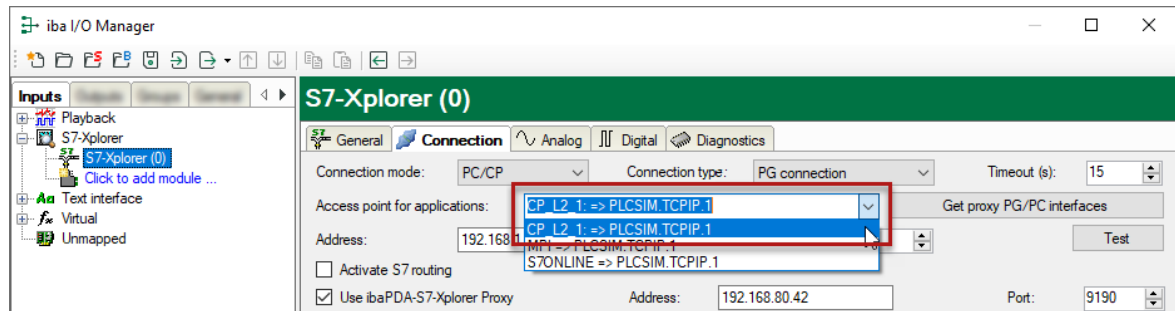 iba I/O Manager
Inputs
Playback
S7-Xplorer
S7-Xplorer (0)
Click to add module ...
Text interface
Virtual
Unmapped
S7-Xplorer (0)
General Connection Analog Digital Diagnostics
Connection mode: PC/CP Connection type: PG connection Timeout (s): 15
Access point for applications: CP_L2_1: => PLCSIM.TCPIP.1 Get proxy PG/PC interfaces
CP_L2_1: => PLCSIM.TCPIP.1
MPI => PLCSIM.TCPIP.1
S7ONLINE => PLCSIM.TCPIP.1
Address: Test
Activate S7 routing
Use ibaPDA-S7-Xplorer Proxy Address: 192.168.80.42 Port: 9190